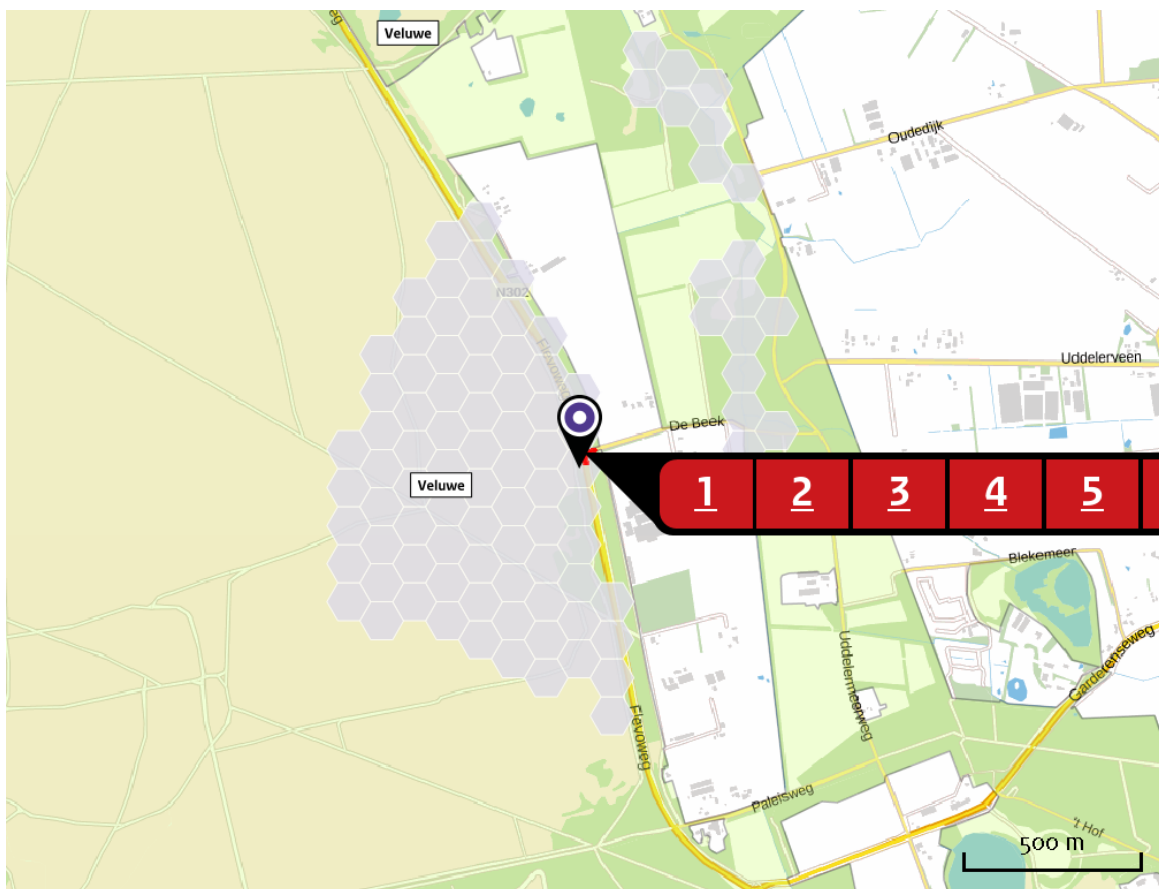 Veluwe
Oudedijk
N302
Flevoweg
Uddelerveen
De Beek
Veluwe
1 2 3 4 5
Blekemeer
Uddelermeerweg
Garderenseweg
Flevoweg
Paleisweg
't Hof
500 m